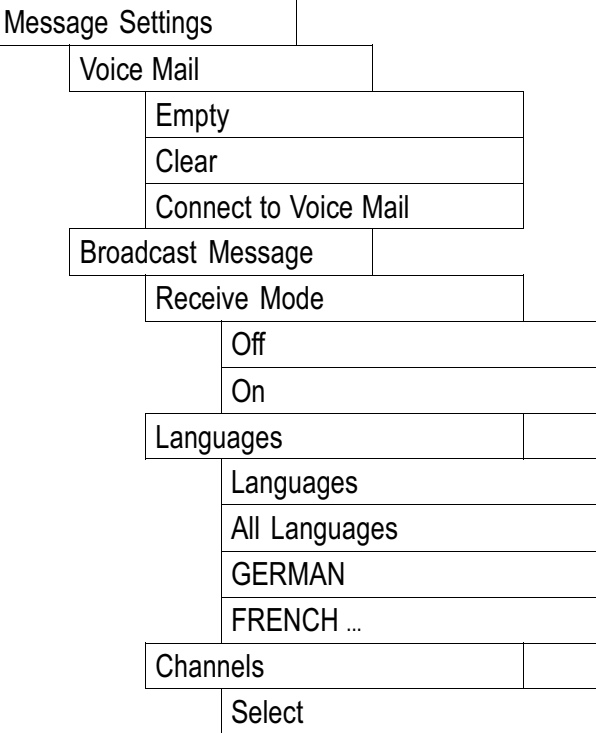 Message Settings
Voice Mail
Empty
Clear
Connect to Voice Mail
Broadcast Message
Receive Mode
Off
On
Languages
Languages
All Languages
GERMAN
FRENCH ...
Channels
Select